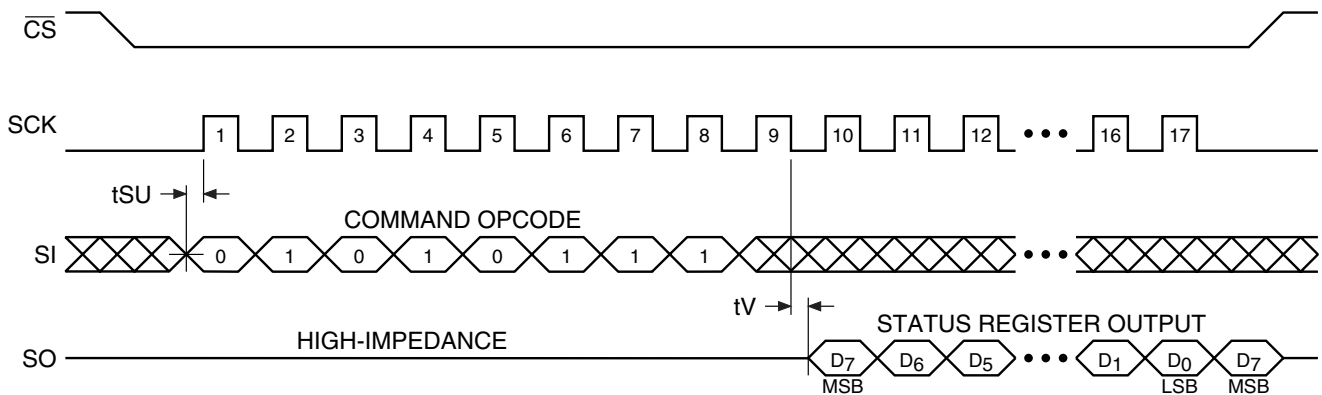 CS
SCK 1 2 3 4 5 6 7 8 9 10 11 12 ••• 16 17
tSU
COMMAND OPCODE
SI 0 1 0 1 0 1 1 1 •••
tV
HIGH-IMPEDANCE STATUS REGISTER OUTPUT
SO D7 D6 D5 ••• D1 D0 D7
MSB LSB MSB